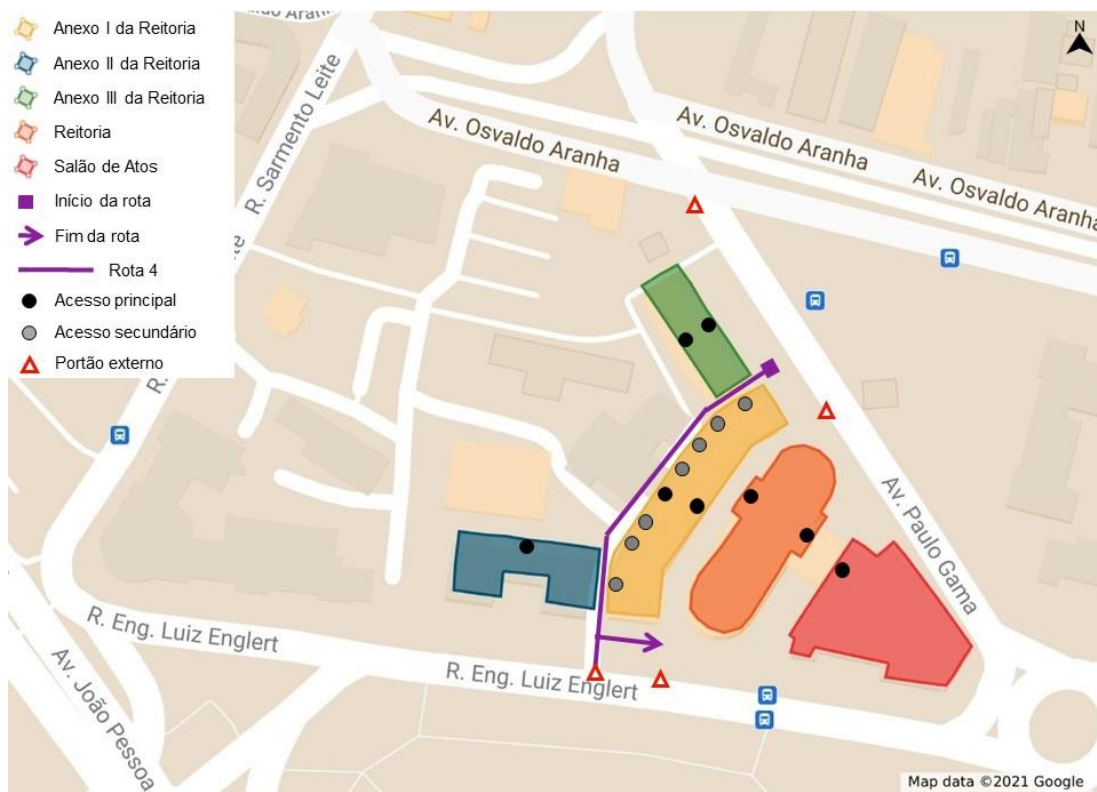 Anexo I da Reitoria
Anexo II da Reitoria
Anexo III da Reitoria
Reitoria
Salão de Atos
Início da rota
Fim da rota
Rota 4
Acesso principal
Acesso secundário
Portão externo
N
R. Sarmento Leite
Av. Osvaldo Aranha
Av. Osvaldo Aranha
Av. Osvaldo Aranha
Av. Paulo Gama
R. Eng. Luiz Englert
R. Eng. Luiz Englert
Av. João Pessoa
Map data ©2021 Google